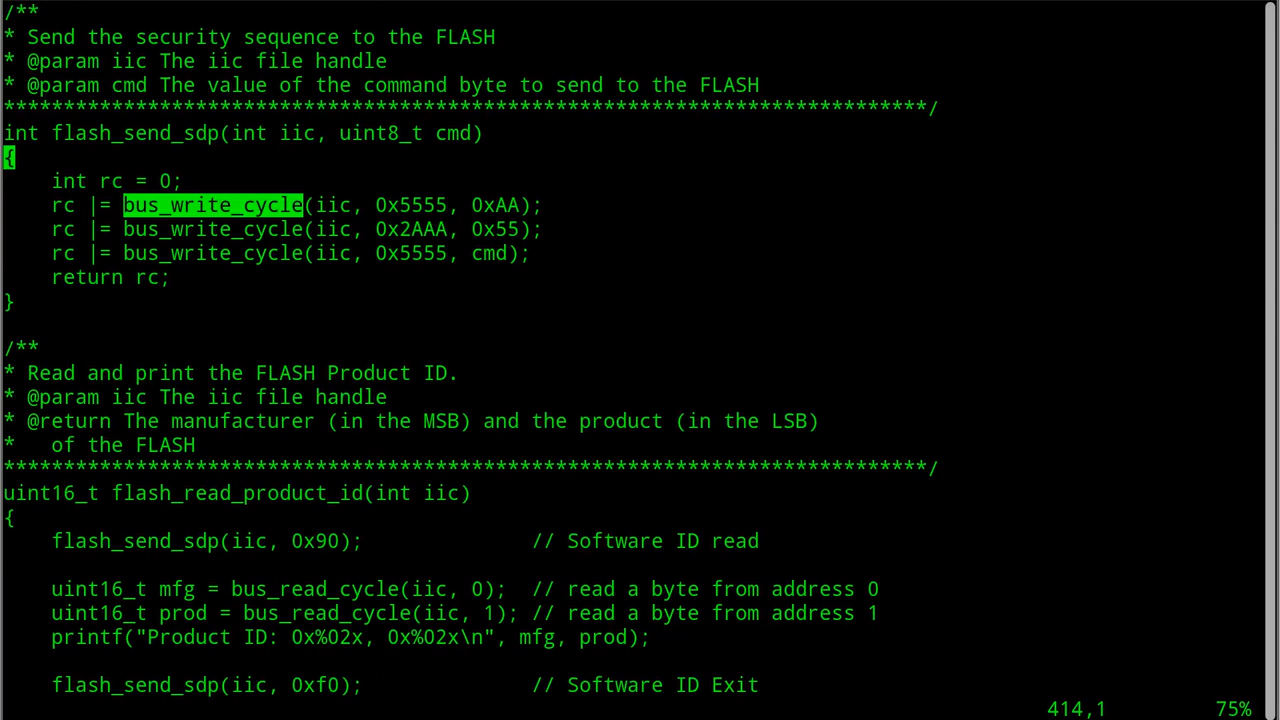 /**
* Send the security sequence to the FLASH
* @param iic The iic file handle
* @param cmd The value of the command byte to send to the FLASH
*****************************************************************************/
int flash_send_sdp(int iic, uint8_t cmd)
{
    int rc = 0;
    rc |= bus_write_cycle(iic, 0x5555, 0xAA);
    rc |= bus_write_cycle(iic, 0x2AAA, 0x55);
    rc |= bus_write_cycle(iic, 0x5555, cmd);
    return rc;
}

/**
* Read and print the FLASH Product ID.
* @param iic The iic file handle
* @return The manufacturer (in the MSB) and the product (in the LSB)
*   of the FLASH
*****************************************************************************/
uint16_t flash_read_product_id(int iic)
{
    flash_send_sdp(iic, 0x90);              // Software ID read

    uint16_t mfg = bus_read_cycle(iic, 0);  // read a byte from address 0
    uint16_t prod = bus_read_cycle(iic, 1); // read a byte from address 1
    printf("Product ID: 0x%02x, 0x%02x\n", mfg, prod);

    flash_send_sdp(iic, 0xf0);              // Software ID Exit
414,1         75%